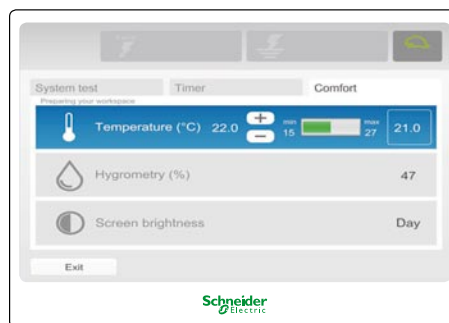 System test Timer Comfort
Preparing your workspace
Temperature (°C) 22.0 + − min 15 max 27 21.0
Hygrometry (%) 47
Screen brightness Day
Exit
Schneider
Electric